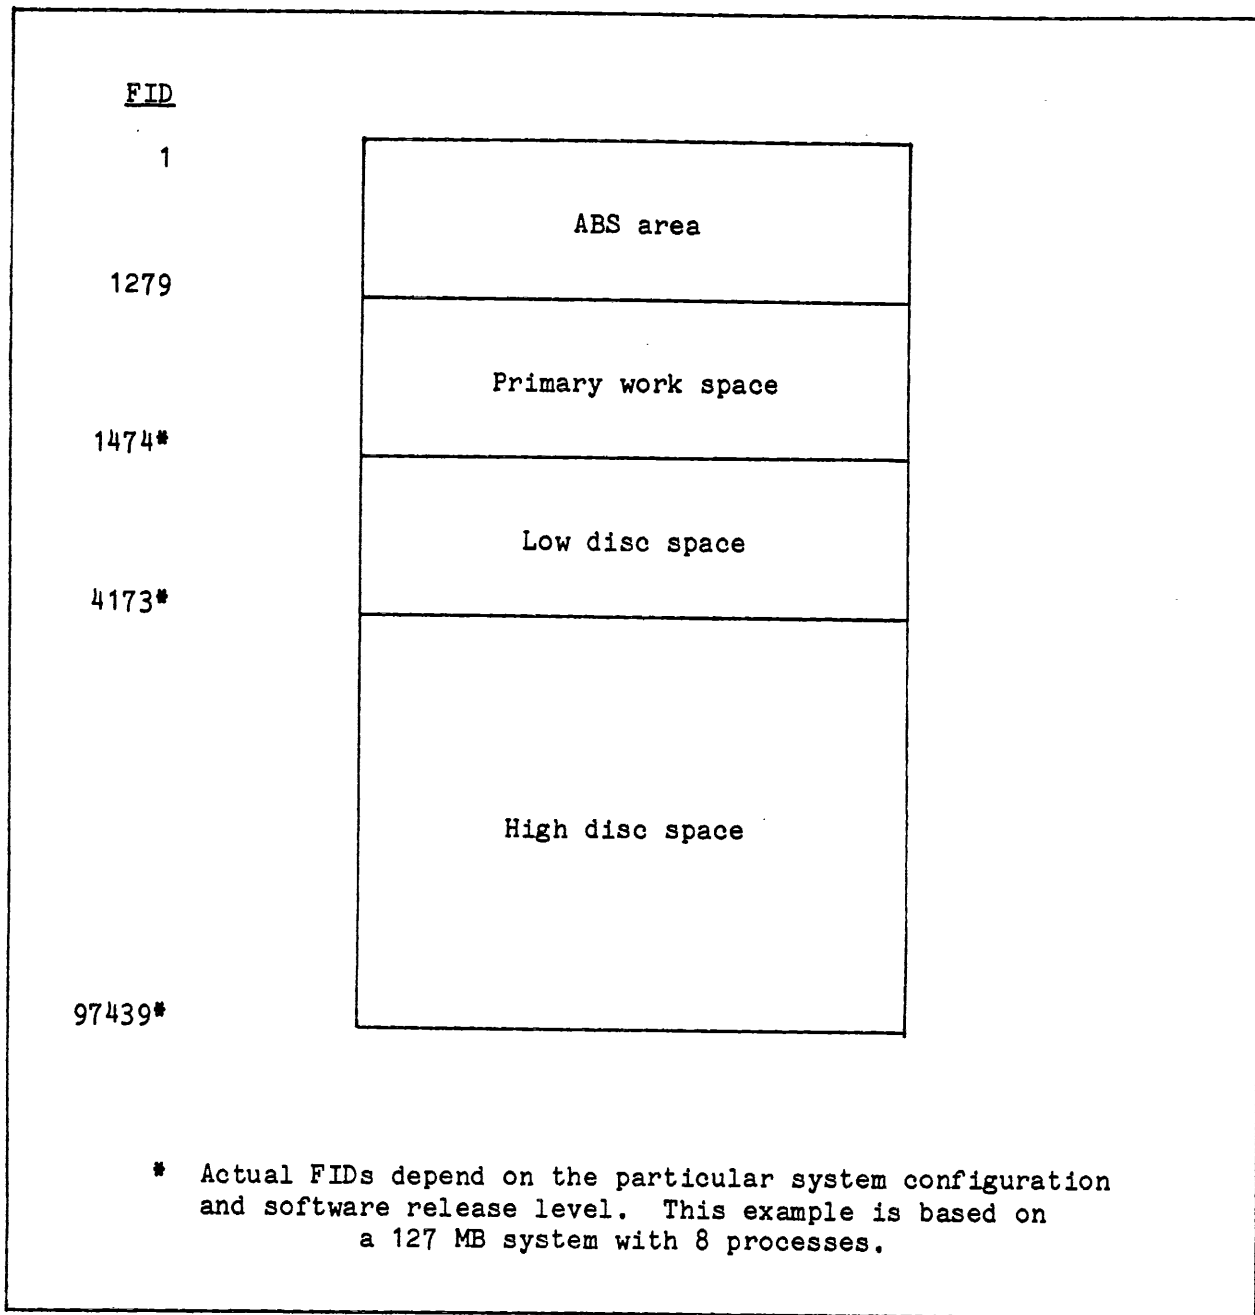 FID
1
ABS area
1279
Primary work space
1474*
Low disc space
4173*
High disc space
97439*
* Actual FIDs depend on the particular system configuration
and software release level. This example is based on
a 127 MB system with 8 processes.